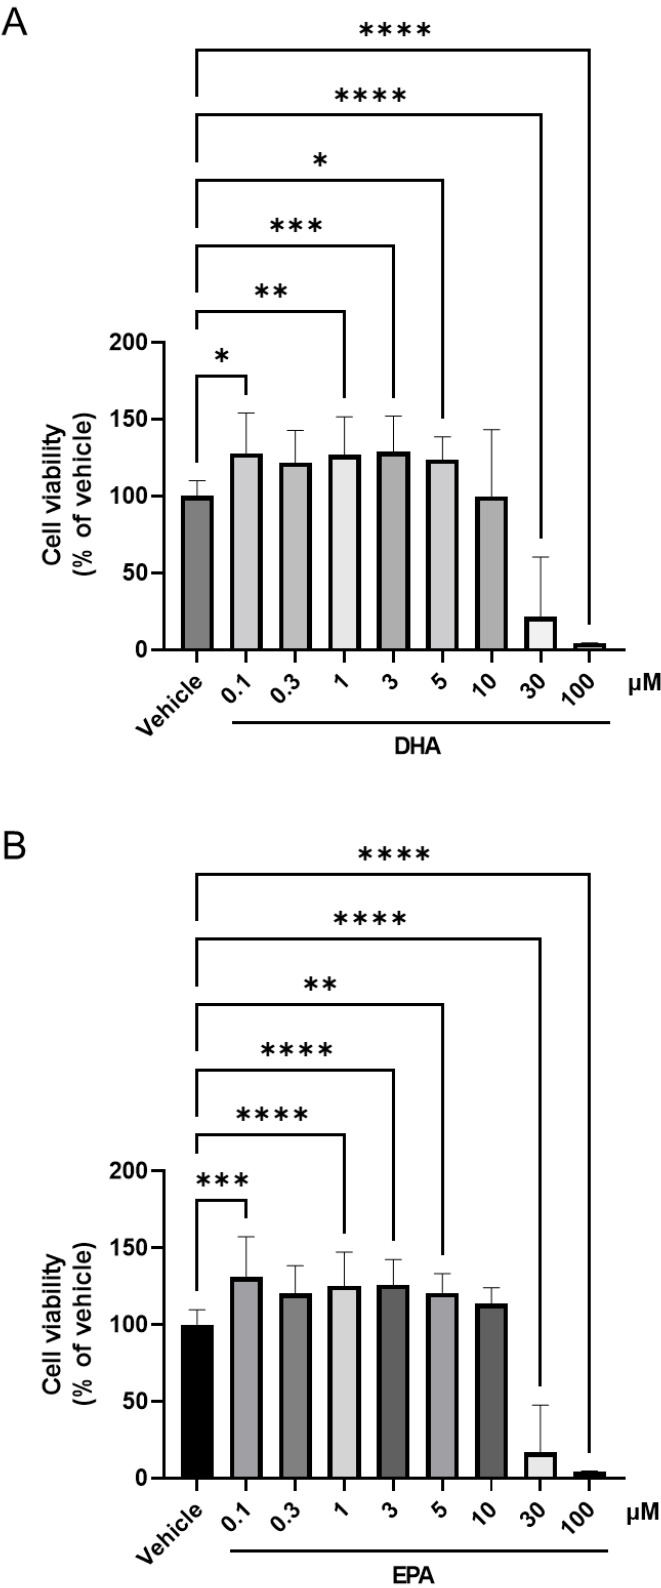 A
****
****
*
***
**
*
200
150
100
50
0
Cell viability
(% of vehicle)
Vehicle 0.1 0.3 1 3 5 10 30 100 µM
DHA
B
****
****
**
****
****
***
200
150
100
50
0
Cell viability
(% of vehicle)
Vehicle 0.1 0.3 1 3 5 10 30 100 µM
EPA